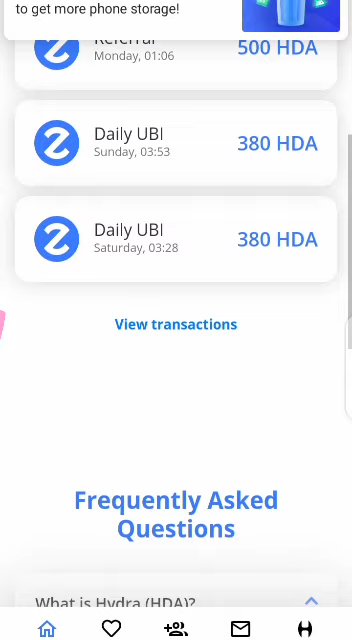 to get more phone storage!
Referral
500 HDA
Monday, 01:06
Daily UBI
380 HDA
Sunday, 03:53
Daily UBI
380 HDA
Saturday, 03:28
View transactions
Frequently Asked
Questions
What is Hydra (HDA)?